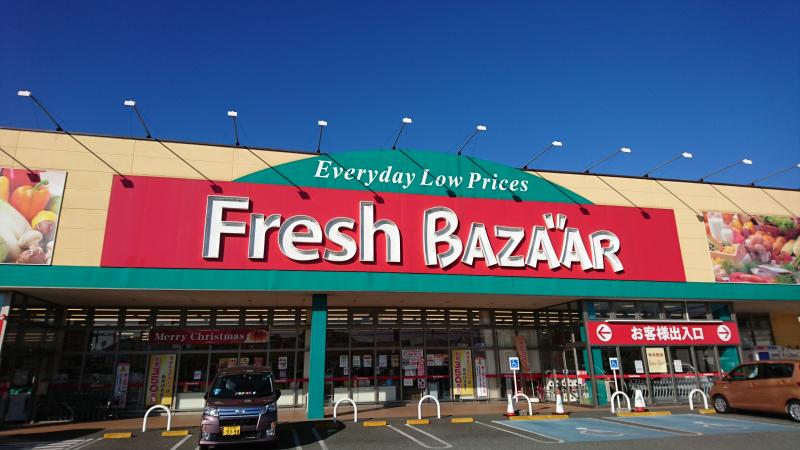 Everyday Low Prices
Fresh BAZAAR
Merry Christmas
お客様出入口